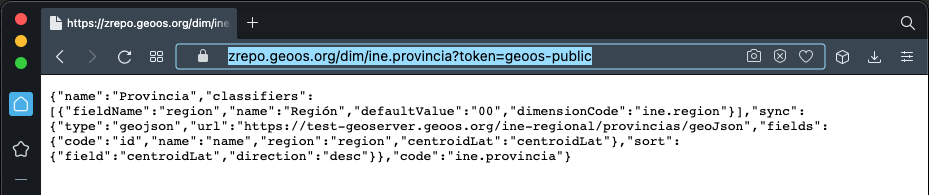 https://zrepo.geoos.org/dim/ine
zrepo.geoos.org/dim/ine.provincia?token=geoos-public
{"name":"Provincia","classifiers":
[{"fieldName":"region","name":"Región","defaultValue":"00","dimensionCode":"ine.region"}],"sync":
{"type":"geojson","url":"https://test-geoserver.geoos.org/ine-regional/provincias/geoJson","fields":
{"code":"id","name":"name","region":"region","centroidLat":"centroidLat"},"sort":
{"field":"centroidLat","direction":"desc"}},"code":"ine.provincia"}